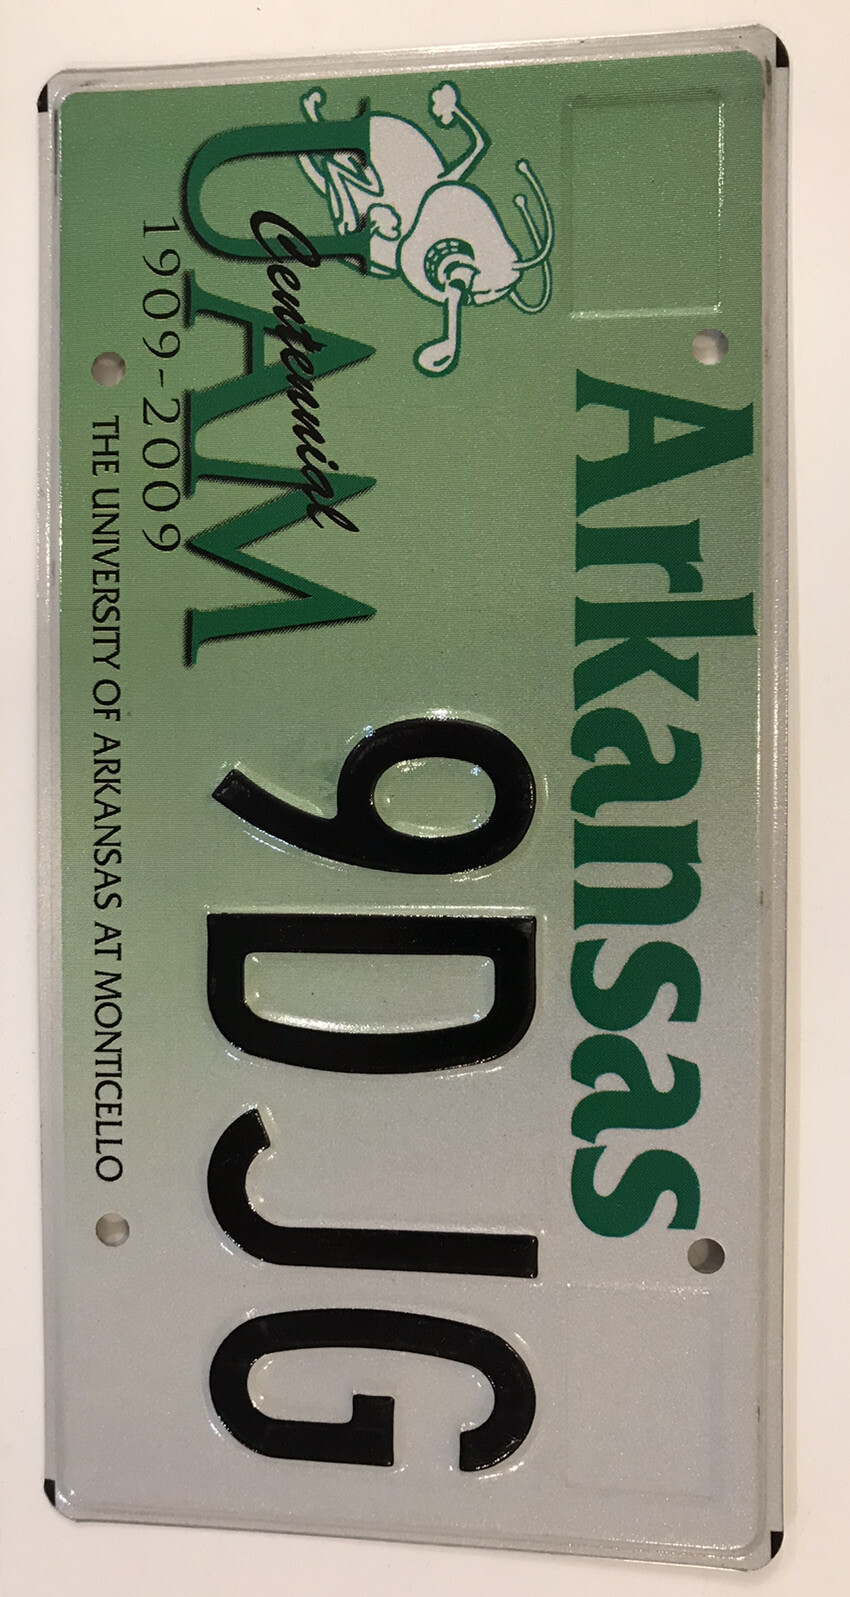 Arkansas
9DJG
UAM
Centennial
1909-2009
THE UNIVERSITY OF ARKANSAS AT MONTICELLO